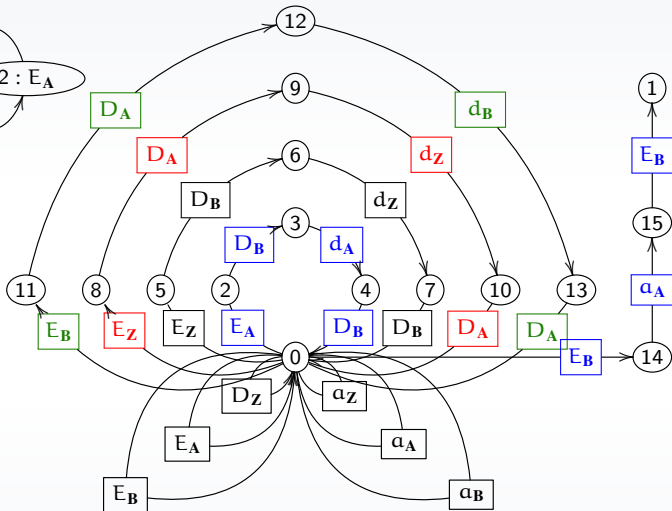 12
2 : E_A
D_A
d_B
9
1
D_A
d_Z
E_B
6
D_B
d_Z
3
15
D_B
d_A
11
8
5
2
4
7
10
13
a_A
E_B
E_Z
E_Z
E_A
D_B
D_B
D_A
D_A
0
E_B
14
D_Z
a_Z
E_A
a_A
E_B
a_B